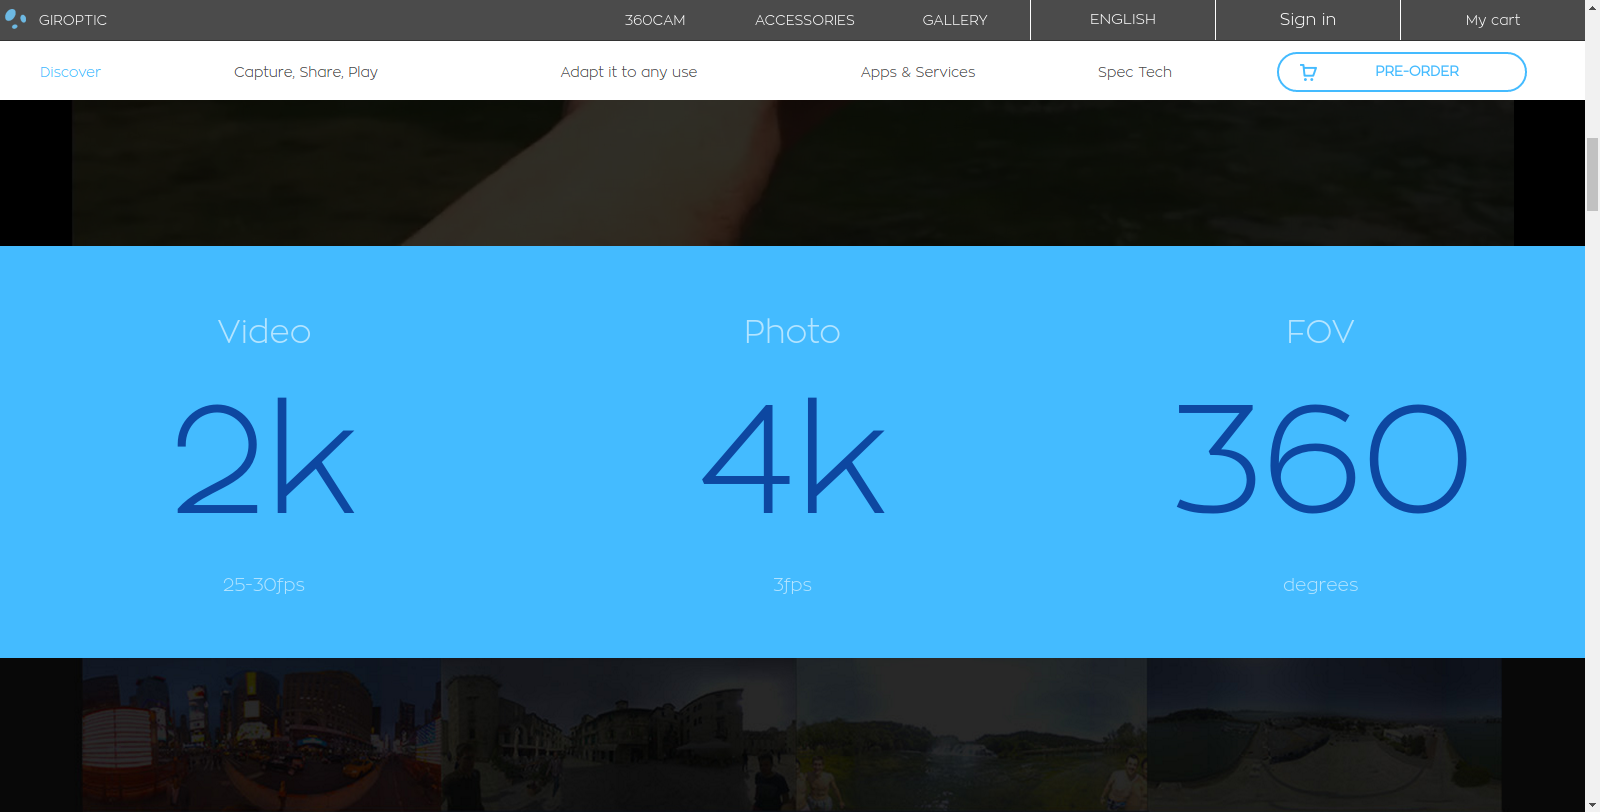 GIROPTIC 360CAM ACCESSORIES GALLERY ENGLISH Sign in My cart
Discover Capture, Share, Play Adapt it to any use Apps & Services Spec Tech PRE-ORDER
Video Photo FOV
2k 4k 360
25-30fps 3fps degrees